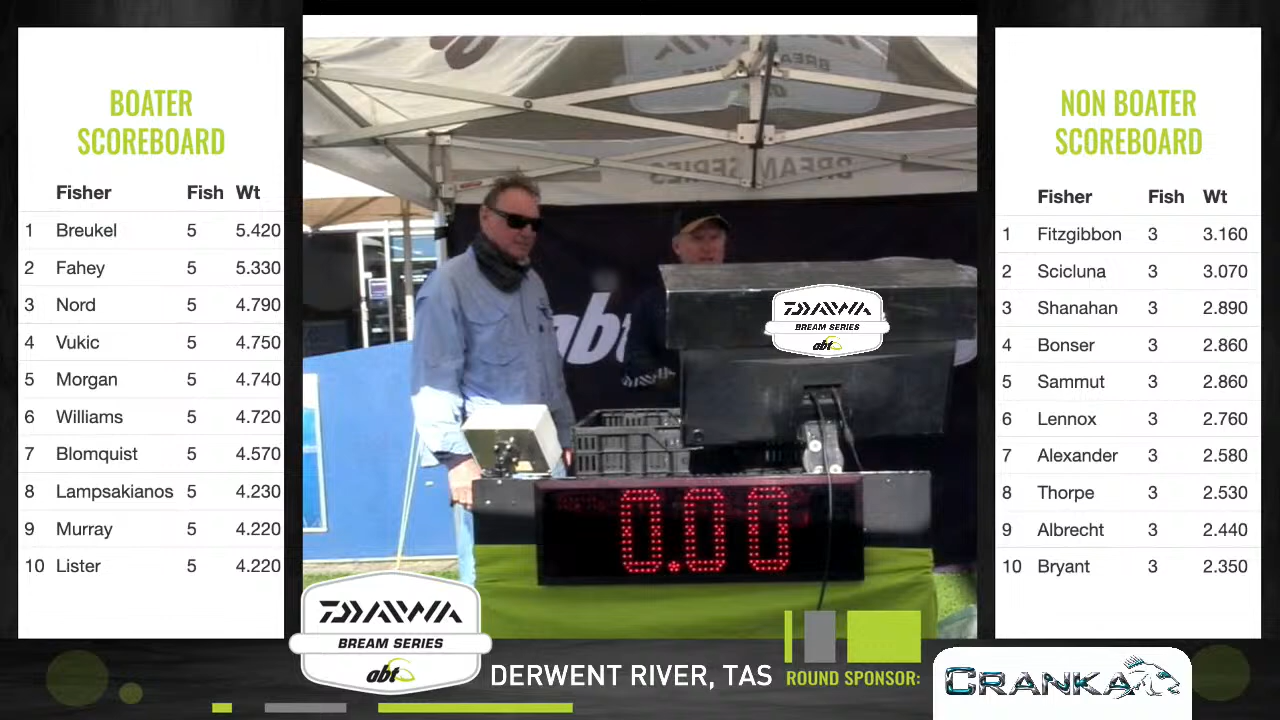 BOATER
SCOREBOARD
Fisher Fish Wt
1 Breukel 5 5.420
2 Fahey 5 5.330
3 Nord 5 4.790
4 Vukic 5 4.750
5 Morgan 5 4.740
6 Williams 5 4.720
7 Blomquist 5 4.570
8 Lampsakianos 5 4.230
9 Murray 5 4.220
10 Lister 5 4.220
BREAM SERIES
abt
DAIWA
BREAM SERIES
abt
0.00
NON BOATER
SCOREBOARD
Fisher Fish Wt
1 Fitzgibbon 3 3.160
2 Scicluna 3 3.070
3 Shanahan 3 2.890
4 Bonser 3 2.860
5 Sammut 3 2.860
6 Lennox 3 2.760
7 Alexander 3 2.580
8 Thorpe 3 2.530
9 Albrecht 3 2.440
10 Bryant 3 2.350
DAIWA
BREAM SERIES
abt
DERWENT RIVER, TAS
ROUND SPONSOR:
CRANKA